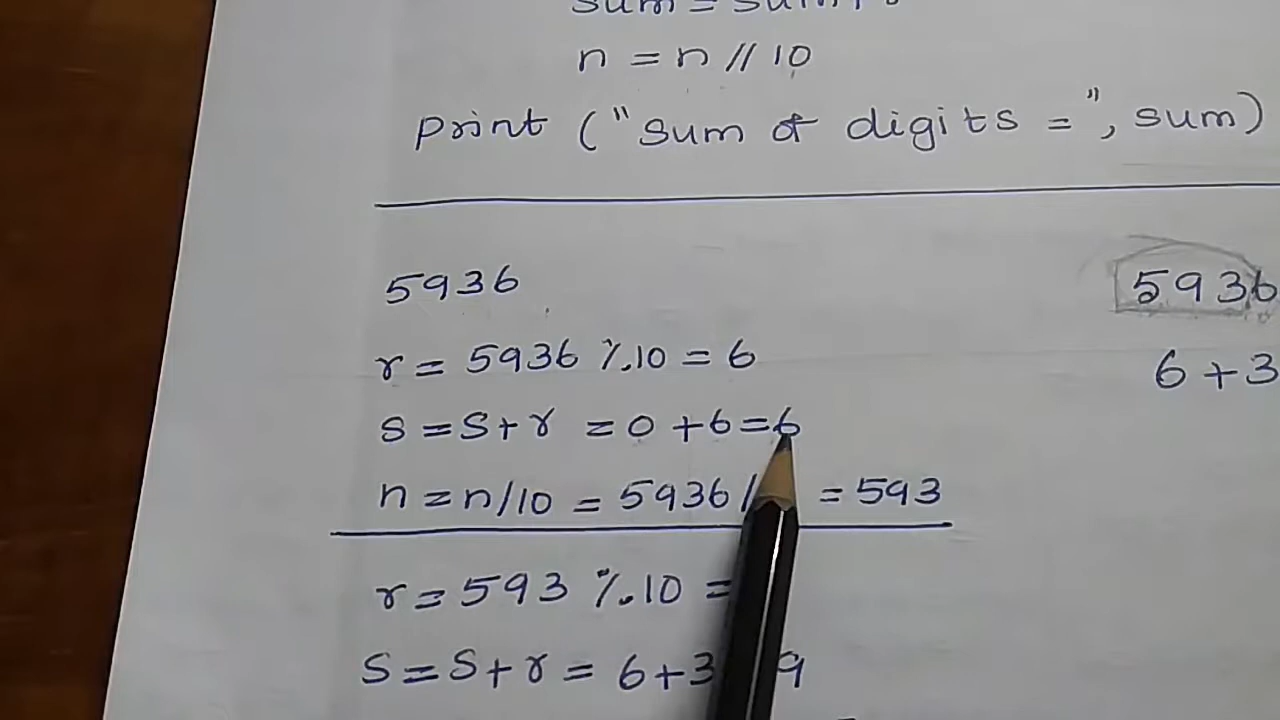 n = n // 10
print ("sum of digits =", sum)
5936
5936
r = 5936 %10 = 6
6+3
s = s+r = 0+6=6
n = n/10 = 5936/ = 593
r = 593 %10 =
s = s+r = 6+3 9